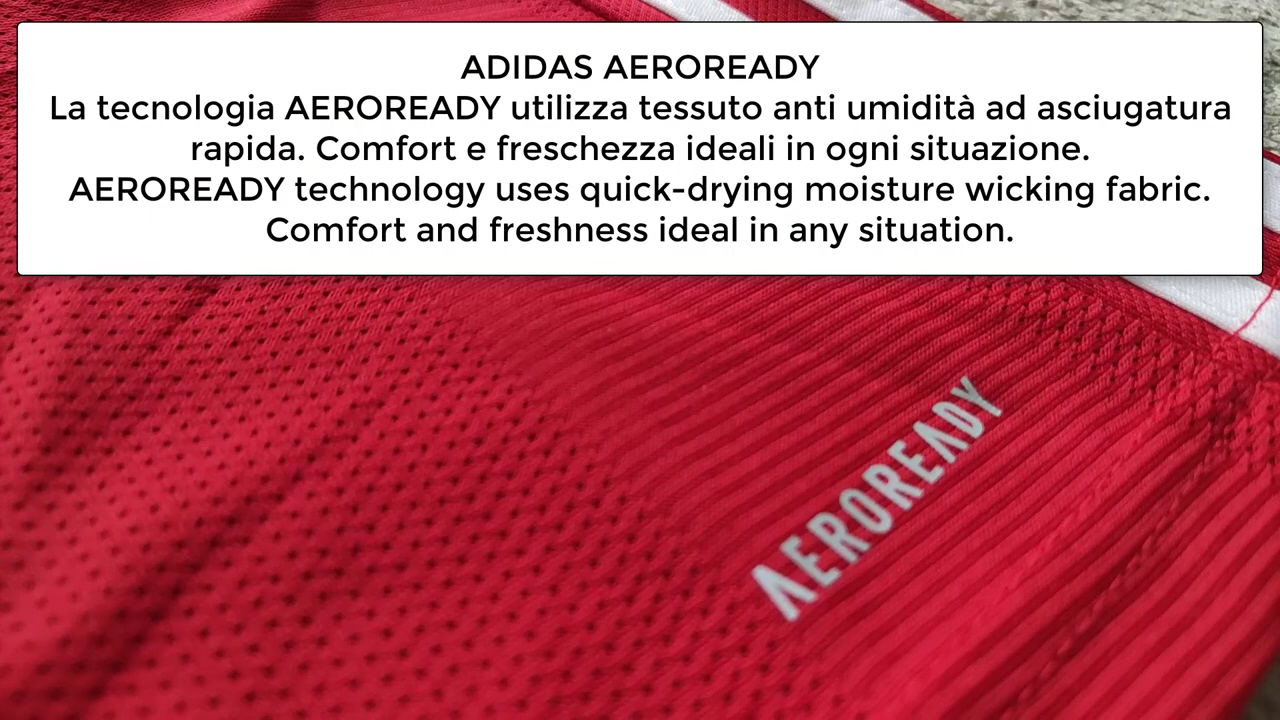 ADIDAS AEROREADY
La tecnologia AEROREADY utilizza tessuto anti umidità ad asciugatura
rapida. Comfort e freschezza ideali in ogni situazione.
AEROREADY technology uses quick-drying moisture wicking fabric.
Comfort and freshness ideal in any situation.
AEROREADY